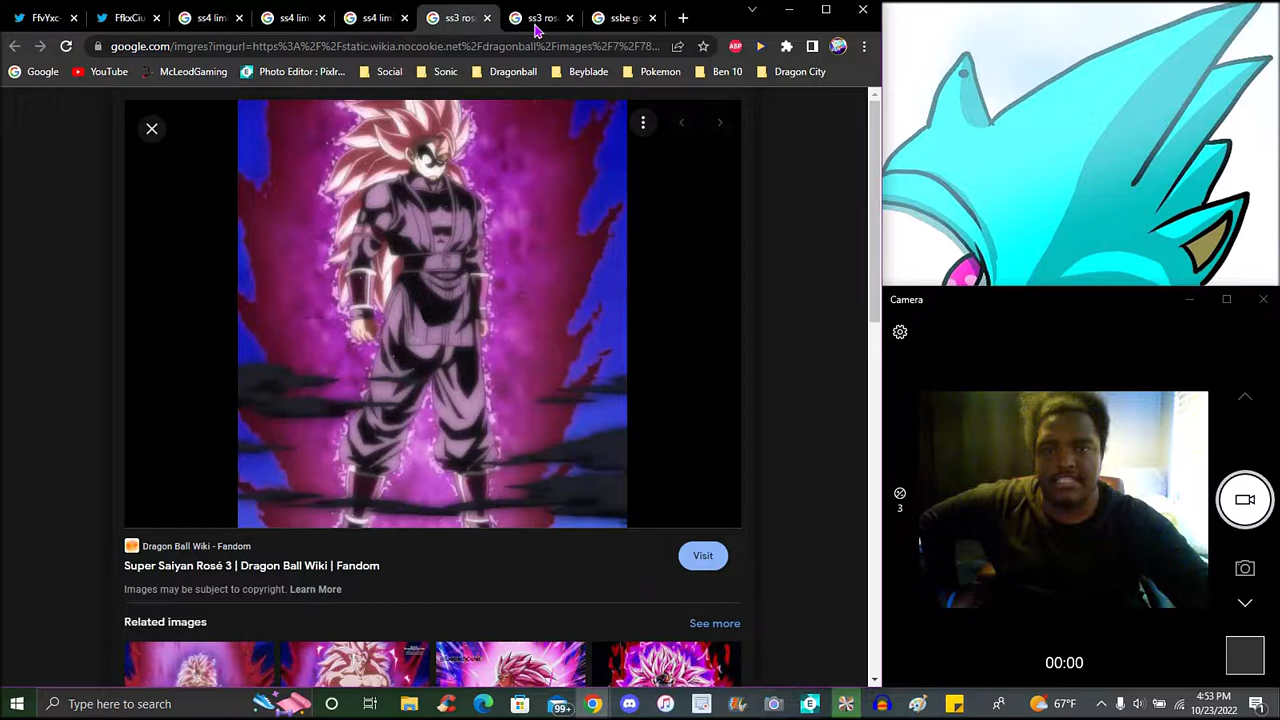 FfvYxc-
FfkxCiu
ss4 lim
ss4 lim
ss4 lim
ss3 ros
ss3 ros
ssbe go
google.com/imgres?imgurl=https%3A%2F%2Fstatic.wikia.nocookie.net%2Fdragonball%2Fimages%2F7%2F78...
ABP
Google
YouTube
McLeodGaming
Photo Editor : Pixlr...
Social
Sonic
Dragonball
Beyblade
Pokemon
Ben 10
Dragon City
Camera
3
00:00
Dragon Ball Wiki - Fandom
Super Saiyan Rosé 3 | Dragon Ball Wiki | Fandom
Visit
Images may be subject to copyright. Learn More
Related images
See more
Type here to search
99+
67°F
4:53 PM
10/23/2022